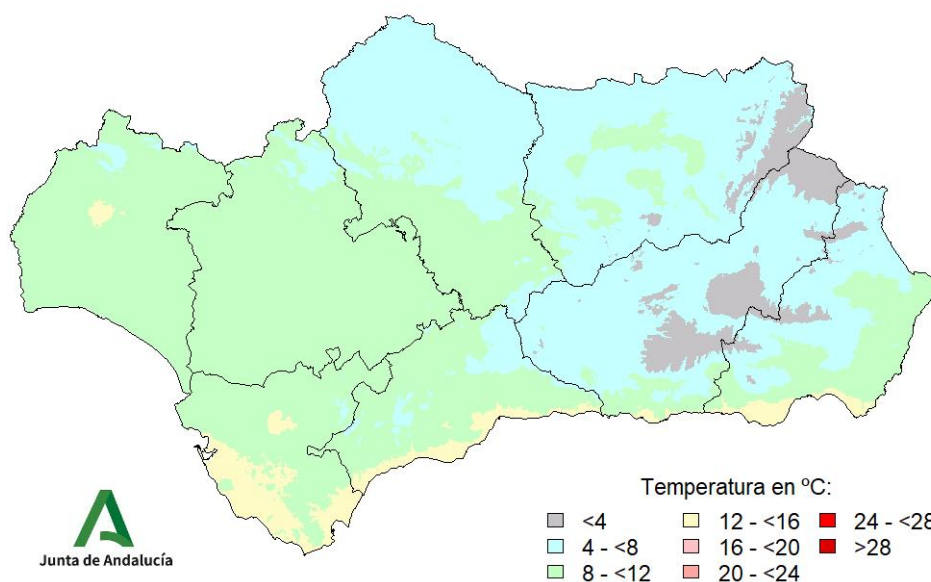 Temperatura en ºC:
<4
12 - <16
24 - <28
4 - <8
16 - <20
>28
8 - <12
20 - <24
Junta de Andalucía